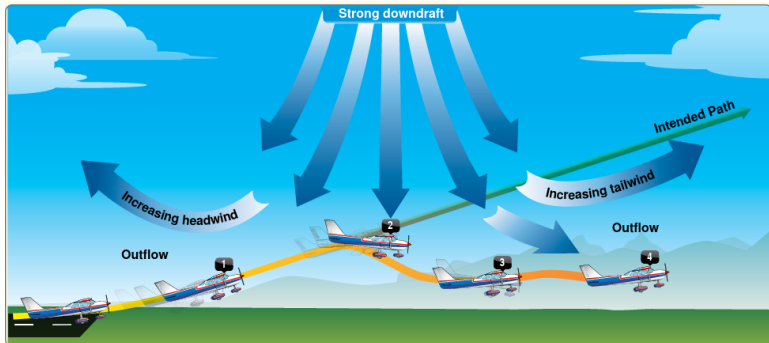 Strong downdraft
Intended Path
Increasing headwind
Increasing tailwind
Outflow
Outflow
1
2
3
4